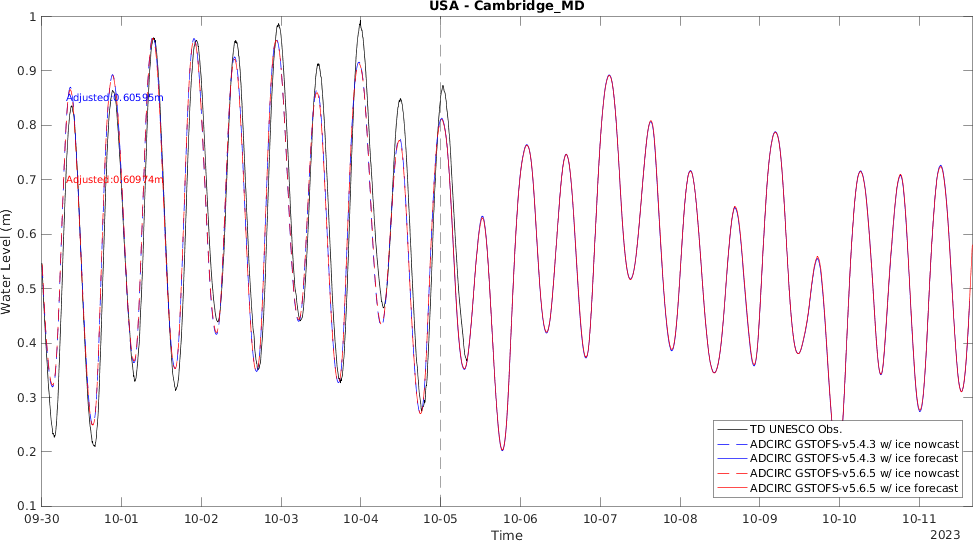 USA - Cambridge_MD
1
0.9
0.8
0.7
0.6
0.5
0.4
0.3
0.2
0.1
Water Level (m)
Adjusted:0.60595m
Adjusted:0.60974m
TD UNESCO Obs.
ADCIRC GSTOFS-v5.4.3 w/ ice nowcast
ADCIRC GSTOFS-v5.4.3 w/ ice forecast
ADCIRC GSTOFS-v5.6.5 w/ ice nowcast
ADCIRC GSTOFS-v5.6.5 w/ ice forecast
09-30 10-01 10-02 10-03 10-04 10-05 10-06 10-07 10-08 10-09 10-10 10-11
Time
2023